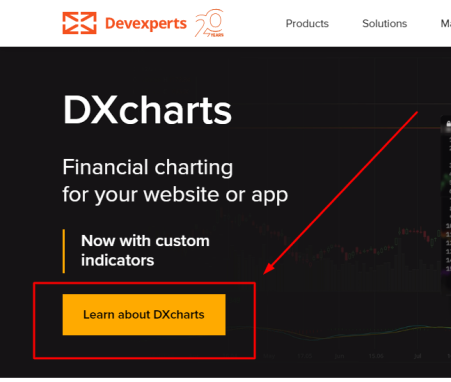 Devexperts 20 YEARS
Products Solutions
DXcharts
Financial charting
for your website or app
Now with custom
indicators
Learn about DXcharts